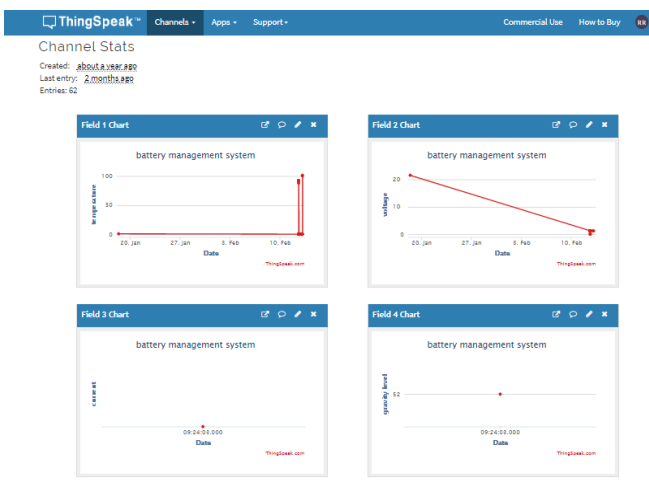 ThingSpeak™ Channels Apps Support Commercial Use How to Buy RR
Channel Stats
Created: about a year ago
Last entry: 2 months ago
Entries: 62
Field 1 Chart
battery management system
temperature
100
50
0
20. Jan 27. Jan 3. Feb 10. Feb
Date
ThingSpeak.com
Field 2 Chart
battery management system
voltage
20
10
0
20. Jan 27. Jan 3. Feb 10. Feb
Date
ThingSpeak.com
Field 3 Chart
battery management system
current
09:24:08.000
Date
ThingSpeak.com
Field 4 Chart
battery management system
gravity level
52
09:24:08.000
Date
ThingSpeak.com